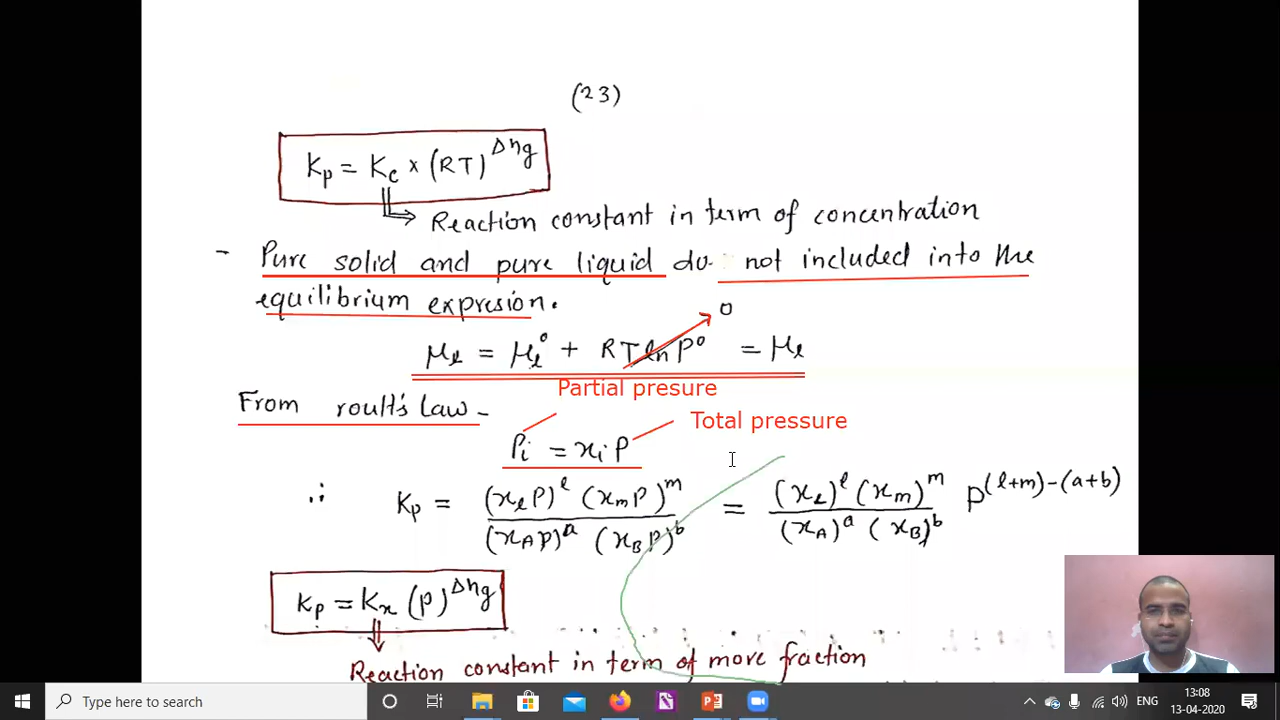 (23)
Kp = Kc × (RT)^Δng
Reaction constant in term of concentration
- Pure solid and pure liquid do not included into the
equilibrium expresion.
0
μl = μl⁰ + RT ln P⁰ = μl
Partial presure
From roult's Law -
Total pressure
Pi = xi P
∴ Kp = (xl P)^l (xm P)^m / (xA P)^a (xB P)^b = (xl)^l (xm)^m / (xA)^a (xB)^b P^(l+m)-(a+b)
Kp = Kx (P)^Δng
Reaction constant in term of more fraction
Type here to search
ENG
13:08
13-04-2020